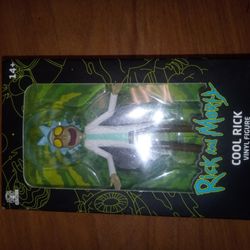 14+
RICK AND MORTY
COOL RICK
VINYL FIGURE